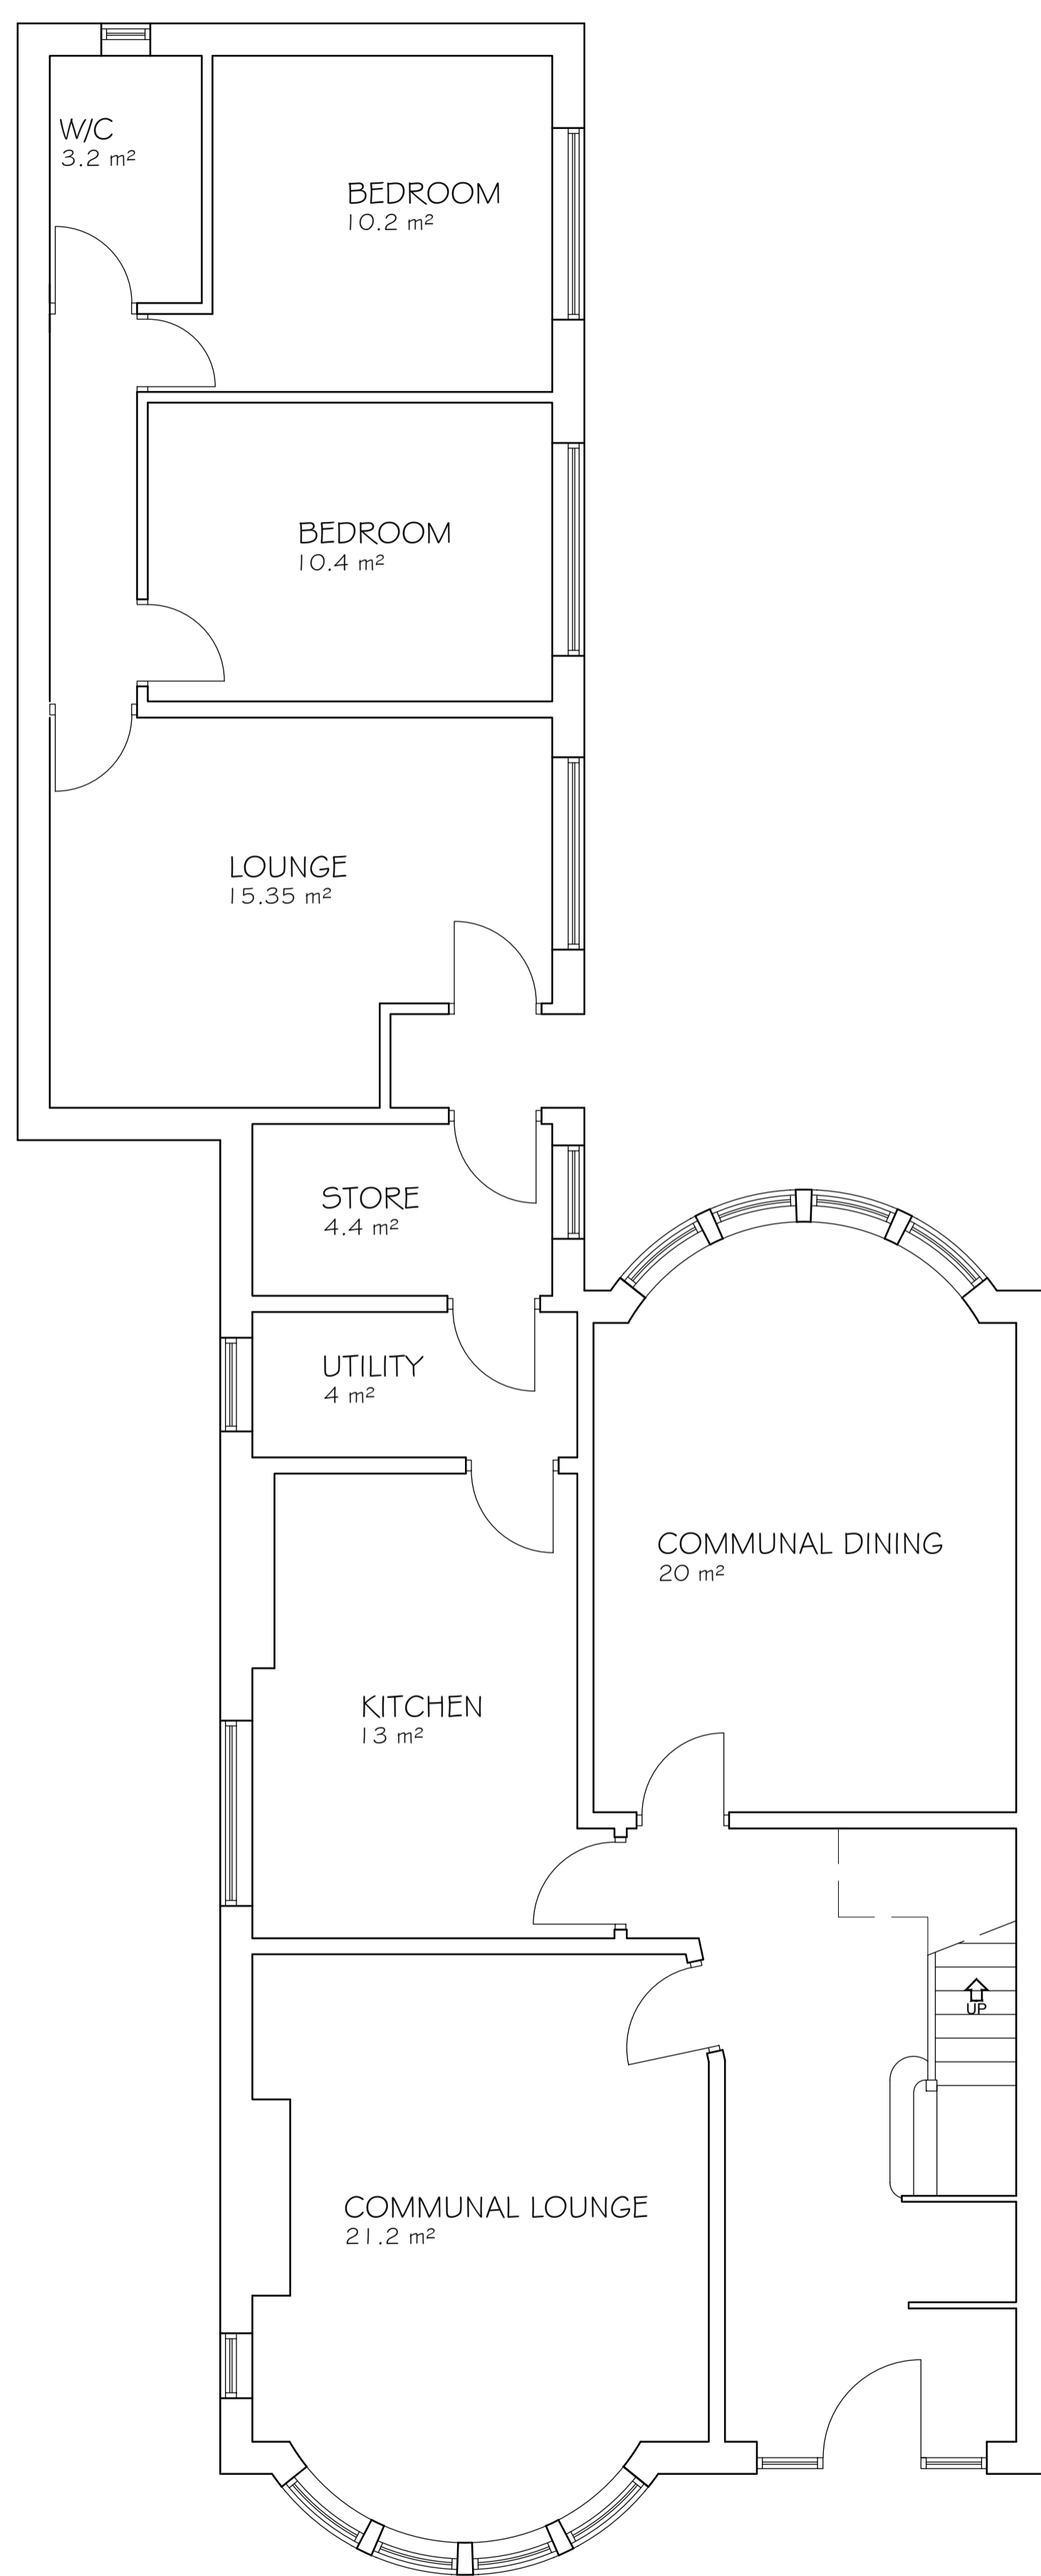 W/C
3.2 m²
BEDROOM
10.2 m²
BEDROOM
10.4 m²
LOUNGE
15.35 m²
STORE
4.4 m²
UTILITY
4 m²
COMMUNAL DINING
20 m²
KITCHEN
13 m²
UP
COMMUNAL LOUNGE
21.2 m²